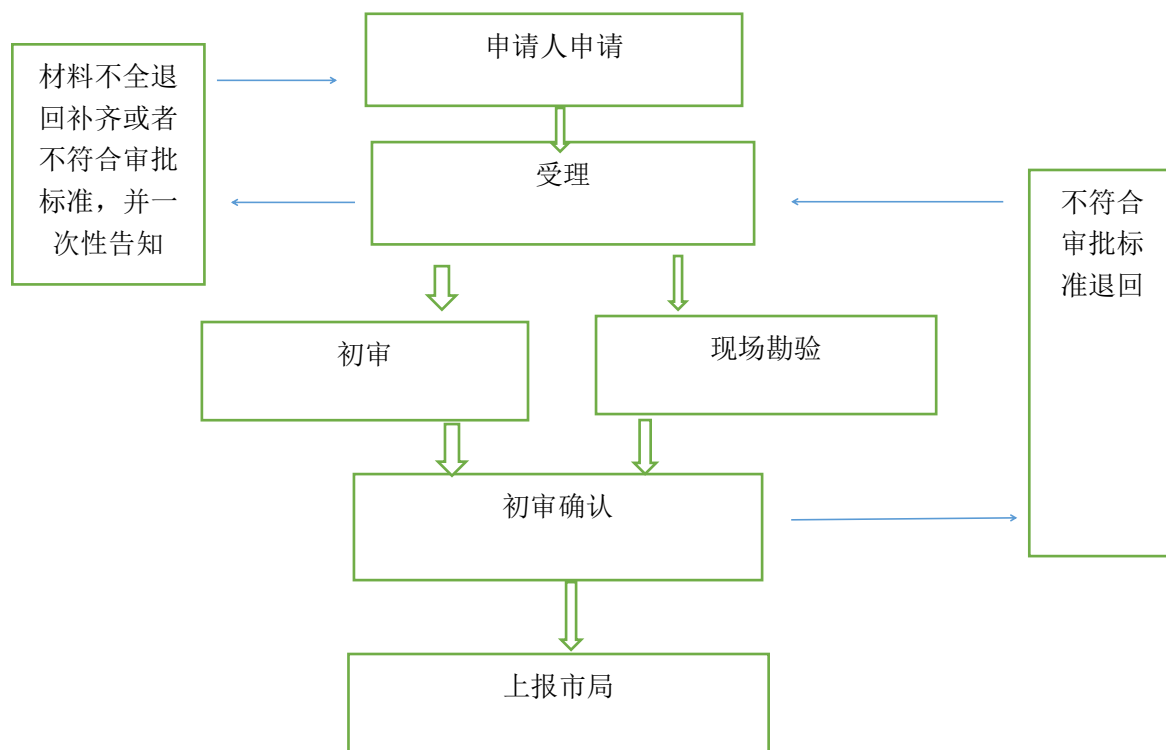 申请人申请
材料不全退
回补齐或者
不符合审批
标准，并一
次性告知
受理
不符合
审批标
准退回
初审
现场勘验
初审确认
上报市局